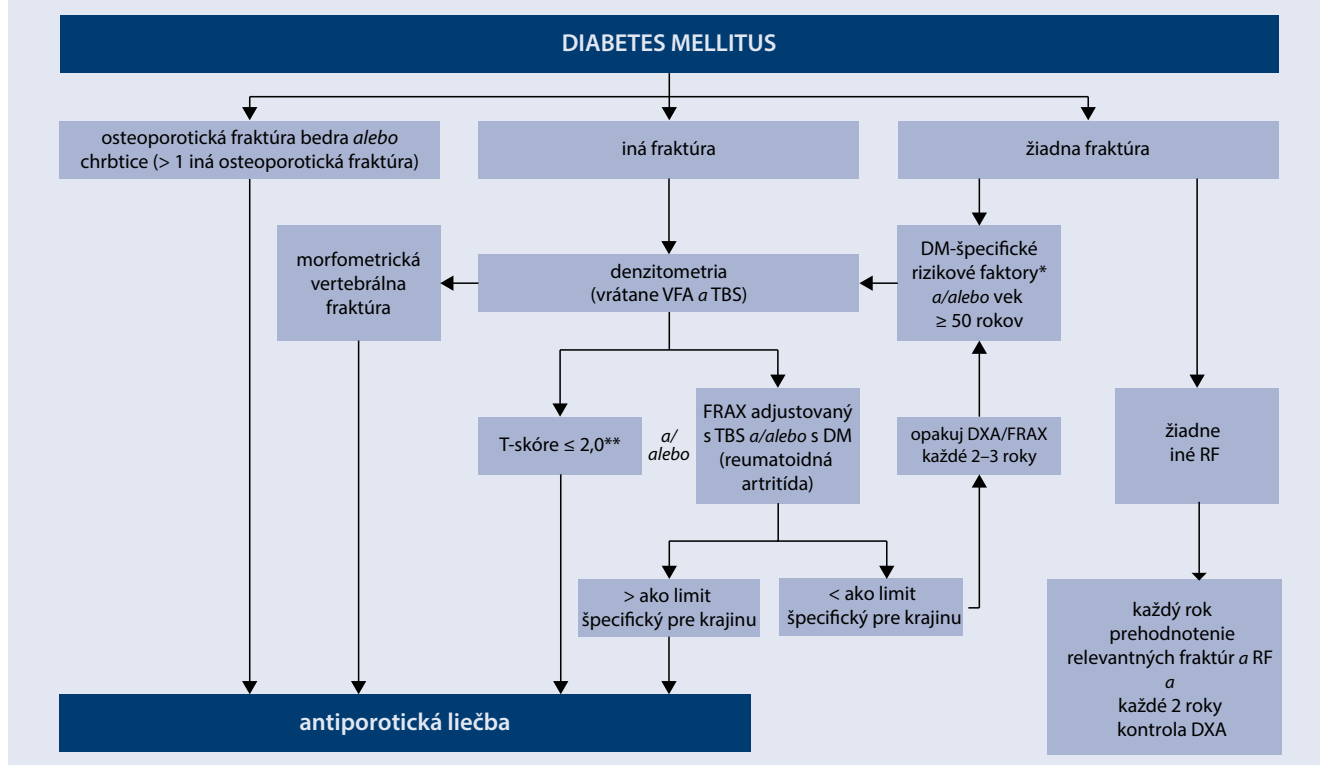 DIABETES MELLITUS
osteoporotická fraktúra bedra alebo
chrbtice (> 1 iná osteoporotická fraktúra)
iná fraktúra
žiadna fraktúra
morfometrická
vertebrálna
fraktúra
denzitometria
(vrátane VFA a TBS)
DM-špecifické
rizikové faktory*
a/alebo vek
≥ 50 rokov
T-skóre ≤ 2,0**
a/
alebo
FRAX adjustovaný
s TBS a/alebo s DM
(reumatoidná
artritída)
opakuj DXA/FRAX
každé 2–3 roky
žiadne
iné RF
> ako limit
špecifický pre krajinu
< ako limit
špecifický pre krajinu
každý rok
prehodnotenie
relevantných fraktúr a RF
a
každé 2 roky
kontrola DXA
antiporotická liečba